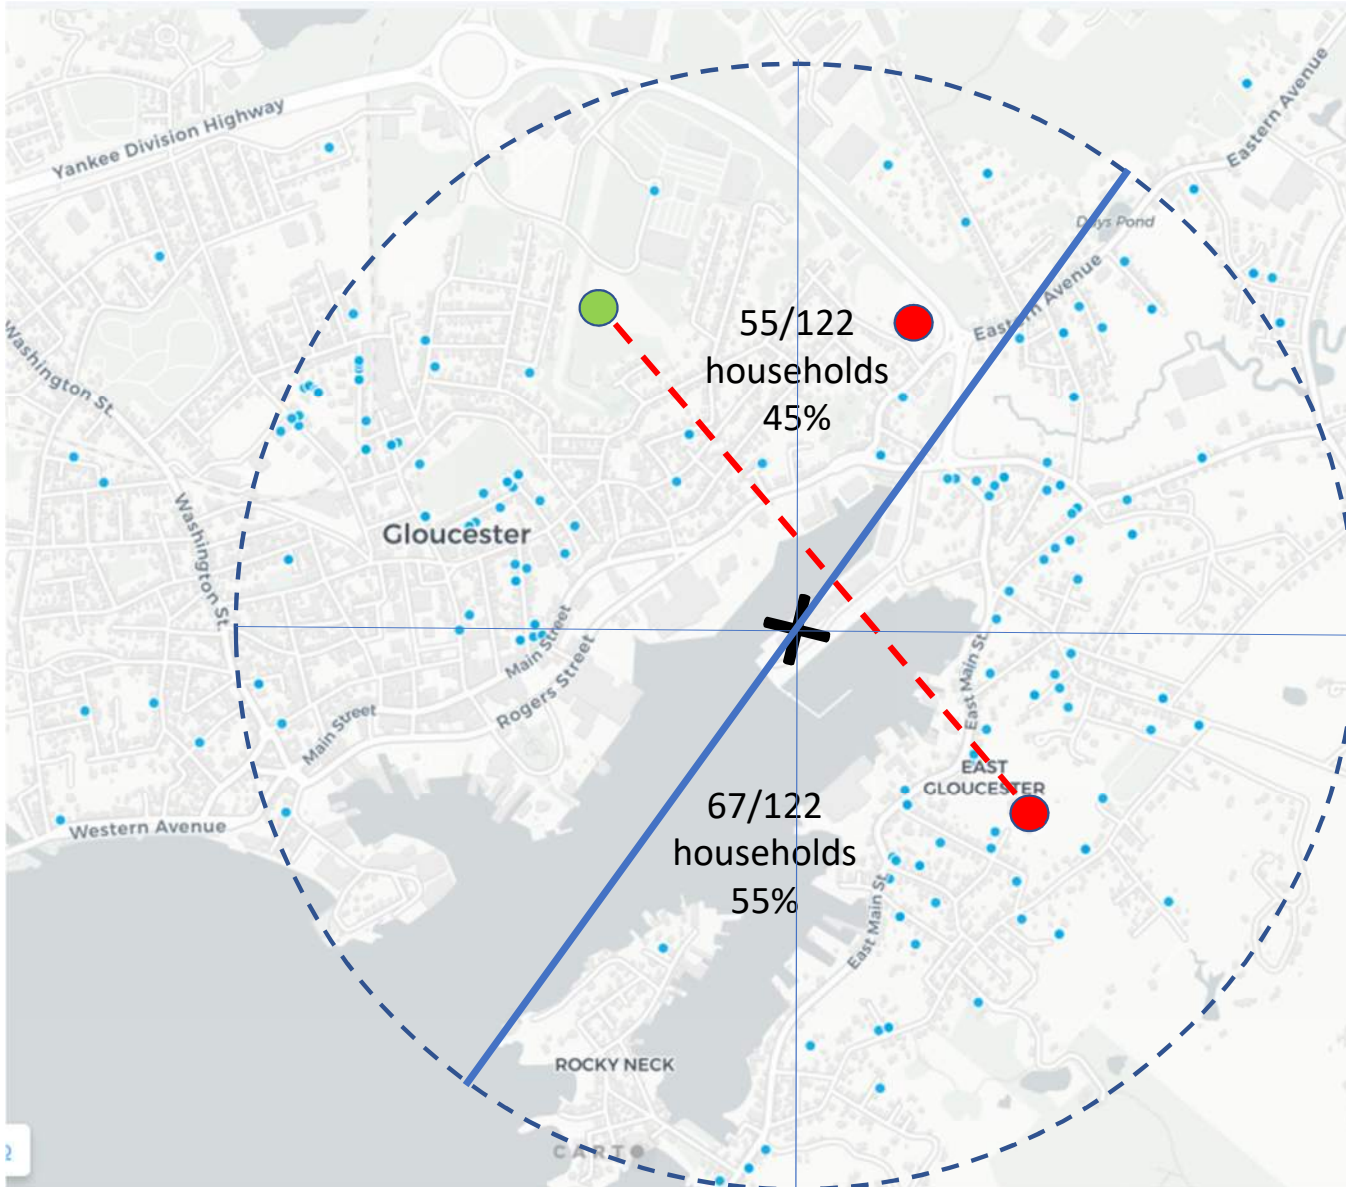 Eastern Avenue
Yankee Division Highway
Days Pond
Eastern Avenue
55/122
households
45%
Washington St.
Washington St.
Gloucester
Main Street
Rogers Street
East Main St.
Main Street
EAST
GLOUCESTER
67/122
households
55%
Western Avenue
East Main St.
ROCKY NECK
CARTO